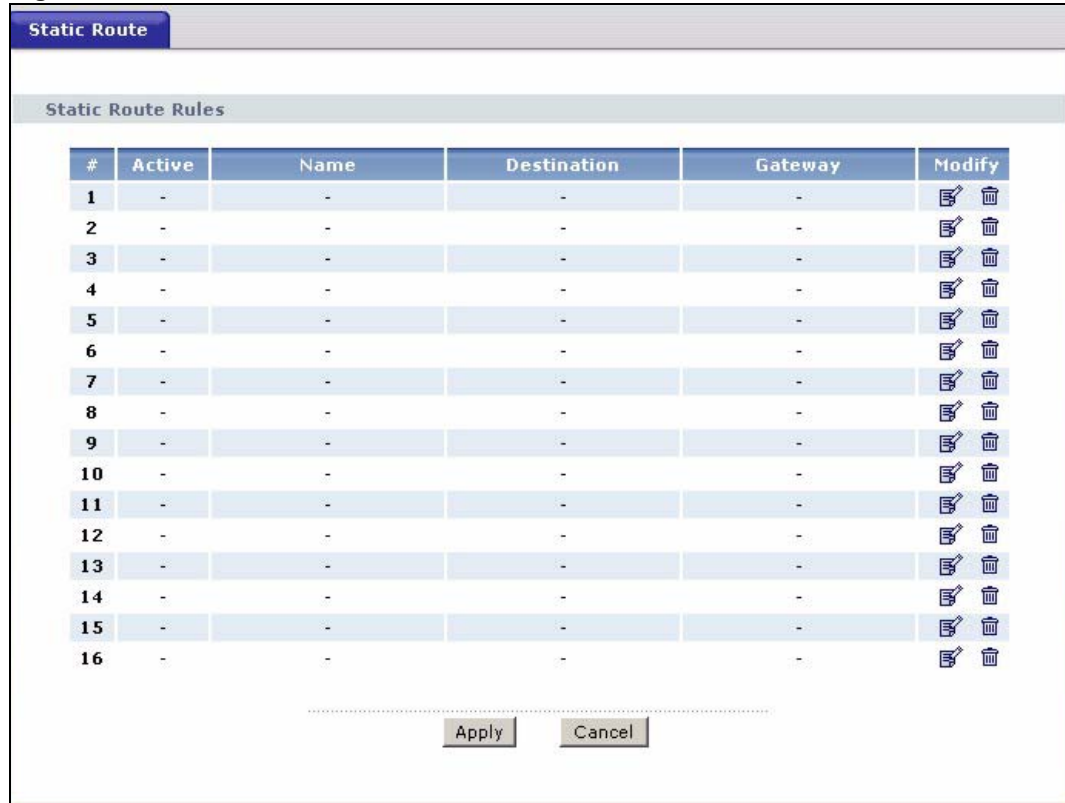 Static Route
Static Route Rules
# Active Name Destination Gateway Modify
1 - - - -
2 - - - -
3 - - - -
4 - - - -
5 - - - -
6 - - - -
7 - - - -
8 - - - -
9 - - - -
10 - - - -
11 - - - -
12 - - - -
13 - - - -
14 - - - -
15 - - - -
16 - - - -
Apply Cancel